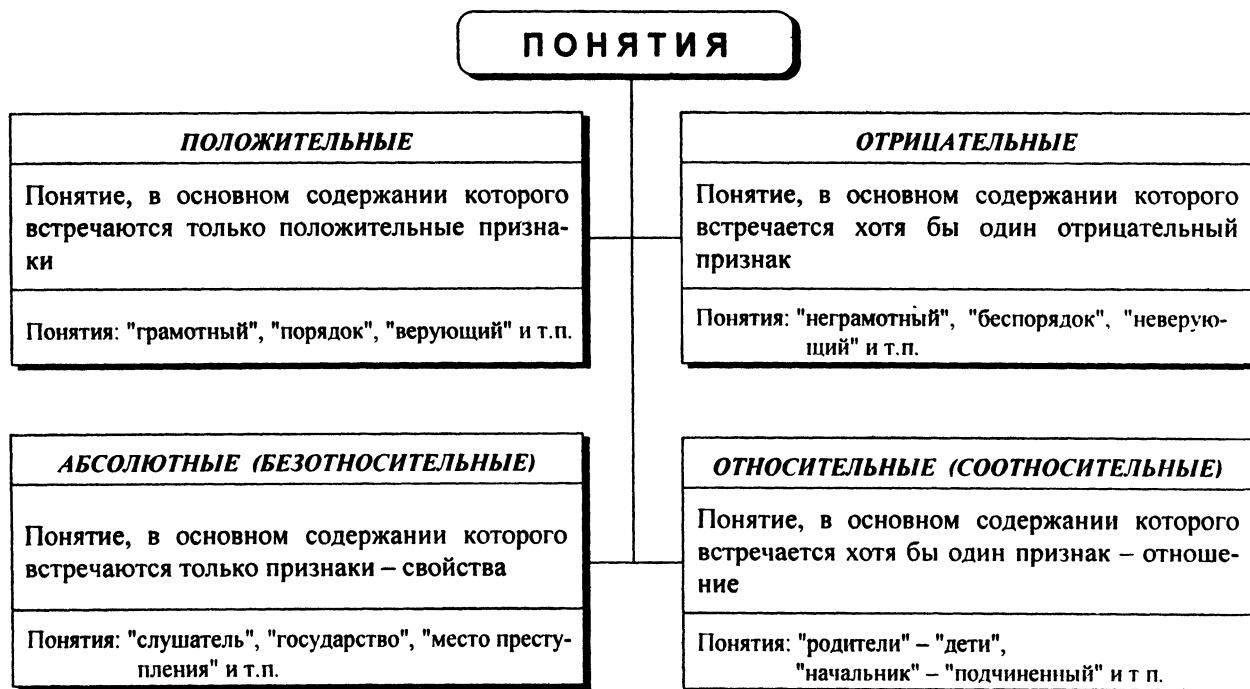 ПОНЯТИЯ
ПОЛОЖИТЕЛЬНЫЕ
Понятие, в основном содержании которого
встречаются только положительные призна-
ки
Понятия: "грамотный", "порядок", "верующий" и т.п.
ОТРИЦАТЕЛЬНЫЕ
Понятие, в основном содержании которого
встречается хотя бы один отрицательный
признак
Понятия: "неграмотный", "беспорядок", "неверую-
щий" и т.п.
АБСОЛЮТНЫЕ (БЕЗОТНОСИТЕЛЬНЫЕ)
Понятие, в основном содержании которого
встречаются только признаки – свойства
Понятия: "слушатель", "государство", "место престу-
пления" и т.п.
ОТНОСИТЕЛЬНЫЕ (СООТНОСИТЕЛЬНЫЕ)
Понятие, в основном содержании которого
встречается хотя бы один признак – отноше-
ние
Понятия: "родители" – "дети",
"начальник" – "подчиненный" и т п.